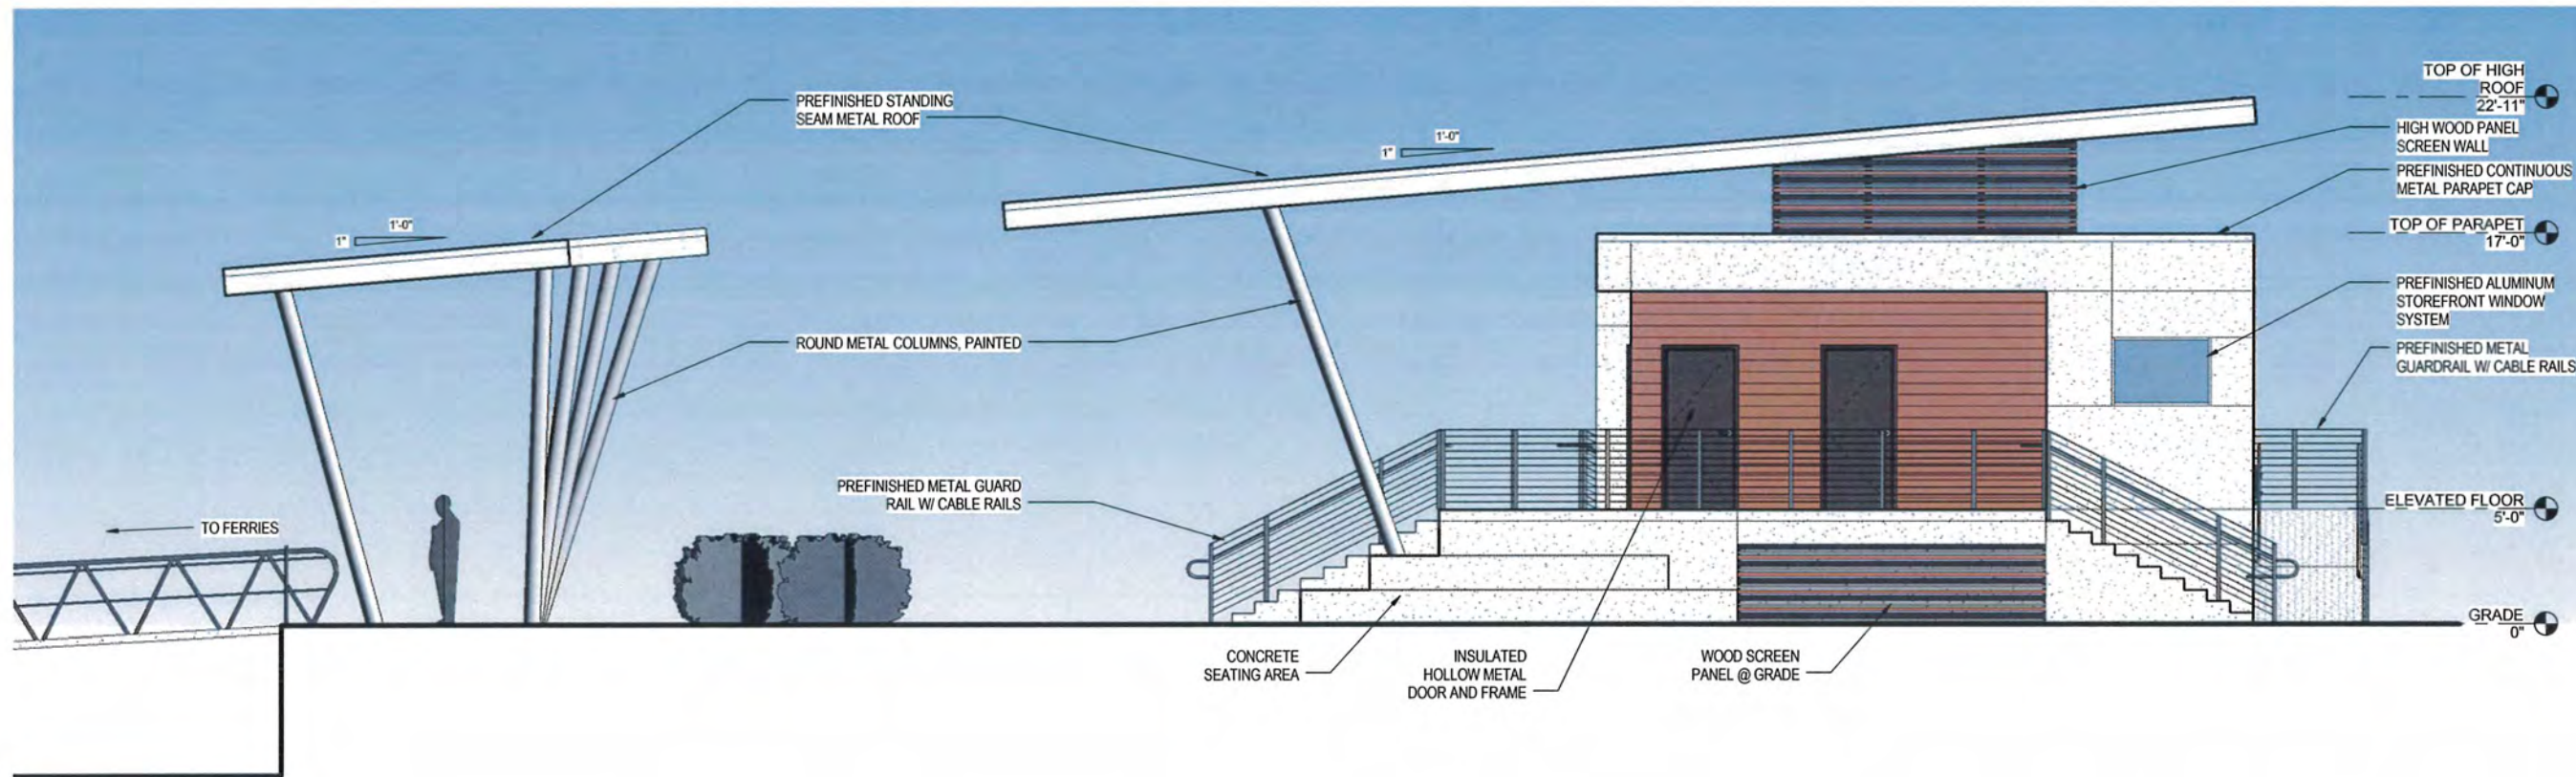 PREFINISHED STANDING
SEAM METAL ROOF
1'-0"
1"
1'-0"
1"
ROUND METAL COLUMNS, PAINTED
PREFINISHED METAL GUARD
RAIL W/ CABLE RAILS
TO FERRIES
TOP OF HIGH
ROOF
22'-11"
HIGH WOOD PANEL
SCREEN WALL
PREFINISHED CONTINUOUS
METAL PARAPET CAP
TOP OF PARAPET
17'-0"
PREFINISHED ALUMINUM
STOREFRONT WINDOW
SYSTEM
PREFINISHED METAL
GUARDRAIL W/ CABLE RAILS
ELEVATED FLOOR
5'-0"
GRADE
0"
CONCRETE
SEATING AREA
INSULATED
HOLLOW METAL
DOOR AND FRAME
WOOD SCREEN
PANEL @ GRADE